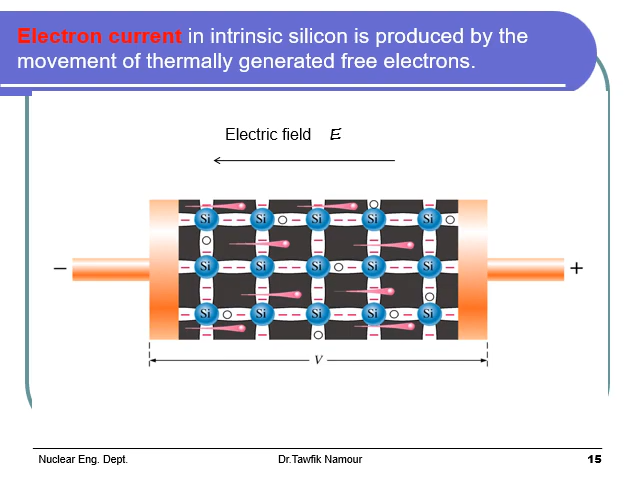 Electron current in intrinsic silicon is produced by the
movement of thermally generated free electrons.
Electric field E
Si Si Si Si Si
− Si Si Si Si Si +
Si Si Si Si Si
V
Nuclear Eng. Dept. Dr.Tawfik Namour 15